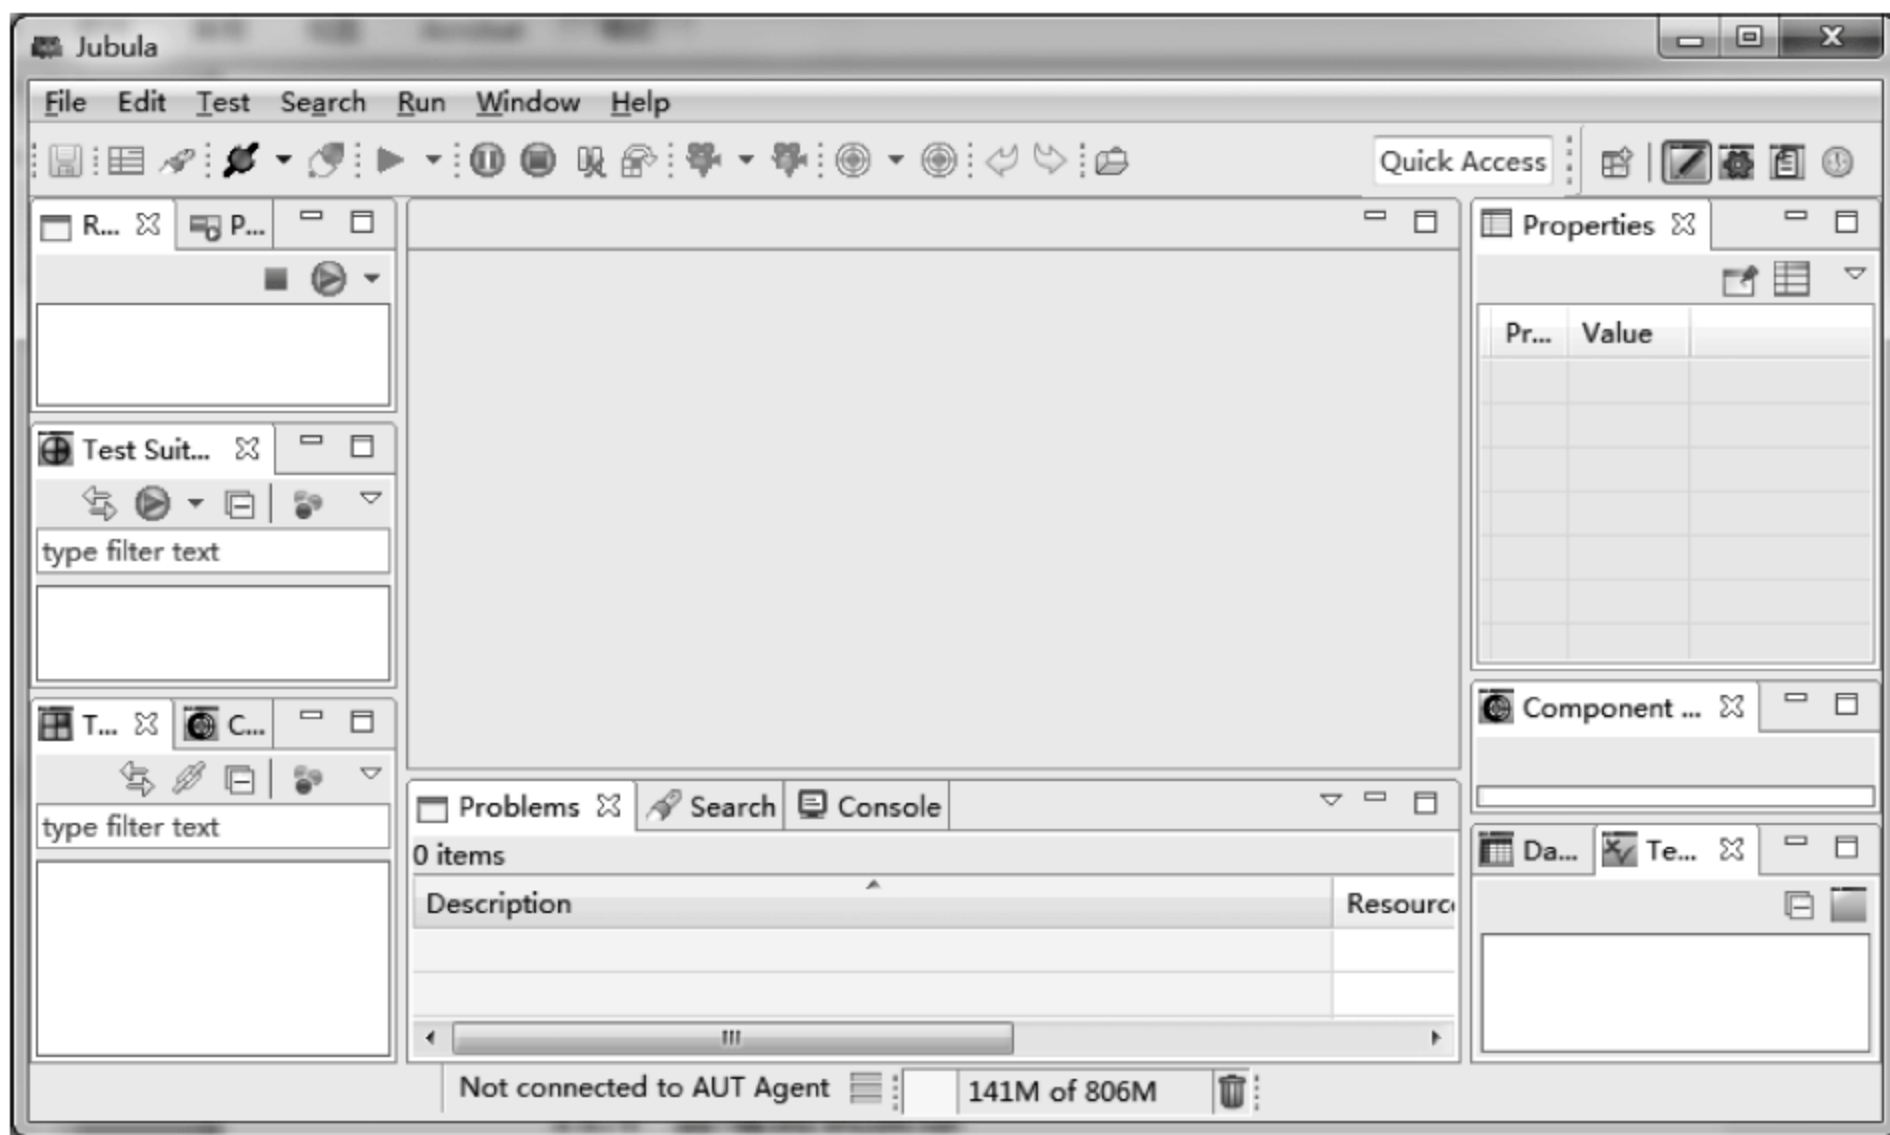 Jubula
File Edit Test Search Run Window Help
Quick Access
R... P...
Test Suit...
type filter text
T... C...
type filter text
Problems Search Console
0 items
Description Resource
Not connected to AUT Agent 141M of 806M
Properties
Pr... Value
Component ...
Da... Te...